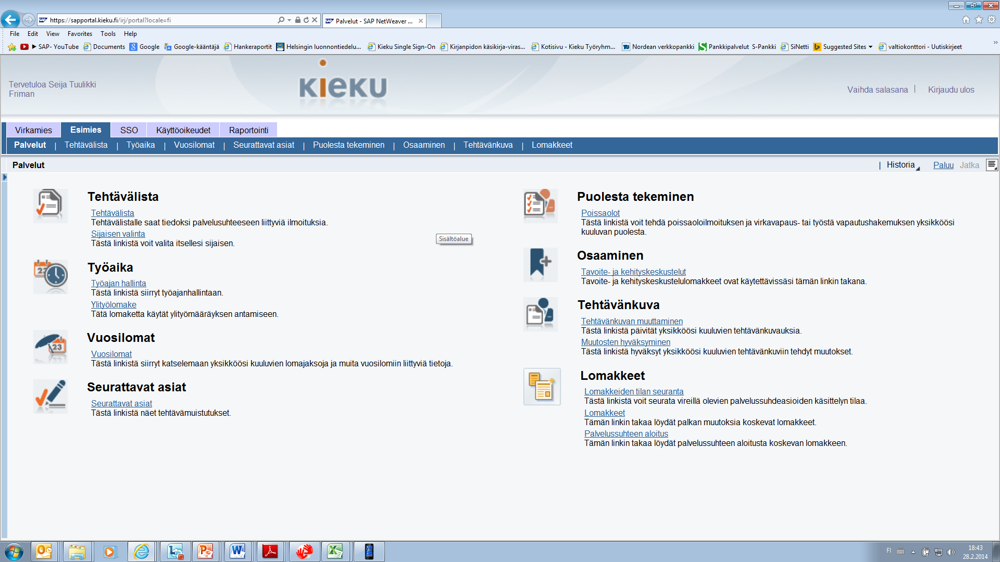 https://sapportal.kieku.fi/irj/portal?locale=fi
Palvelut - SAP NetWeaver ...
File Edit View Favorites Tools Help
SAP- YouTube Documents Google Google-kääntäjä Hankeraportit Helsingin luonnontiedelu... Kieku Single Sign-On Kirjanpidon käsikirja-viras... Kotisivu - Kieku Työryhm... Nordean verkkopankki Pankkipalvelut S-Pankki SiNetti Suggested Sites valtiokonttori - Uutiskirjeet
Tervetuloa Seija Tuulikki
Friman
kieku
Vaihda salasana | Kirjaudu ulos
Virkamies Esimies SSO Käyttöoikeudet Raportointi
Palvelut | Tehtävälista | Työaika | Vuosilomat | Seurattavat asiat | Puolesta tekeminen | Osaaminen | Tehtävänkuva | Lomakkeet
Palvelut
| Historia Paluu Jatka
Tehtävälista
Tehtävälista
Tehtävälistalle saat tiedoksi palvelusuhteeseen liittyviä ilmoituksia.
Sijaisen valinta
Tästä linkistä voit valita itsellesi sijaisen.
Sisältöalue
Työaika
23
Työajan hallinta
Tästä linkistä siirryt työajanhallintaan.
Ylityölomake
Tätä lomaketta käytät ylityömääräyksen antamiseen.
Vuosilomat
23
Vuosilomat
Tästä linkistä siirryt katselemaan yksikköösi kuuluvien lomajaksoja ja muita vuosilomiin liittyviä tietoja.
Seurattavat asiat
Seurattavat asiat
Tästä linkistä näet tehtävämuistutukset.
Puolesta tekeminen
Poissaolot
Tästä linkistä voit tehdä poissaoloilmoituksen ja virkavapaus- tai työstä vapautushakemuksen yksikköösi
kuuluvan puolesta.
Osaaminen
Tavoite- ja kehityskeskustelut
Tavoite- ja kehityskeskustelulomakkeet ovat käytettävissäsi tämän linkin takana.
Tehtävänkuva
Tehtävänkuvan muuttaminen
Tästä linkistä päivität yksikköösi kuuluvien tehtävänkuvauksia.
Muutosten hyväksyminen
Tästä linkistä hyväksyt yksikköösi kuuluvien tehtävänkuviin tehdyt muutokset.
Lomakkeet
Lomakkeiden tilan seuranta
Tästä linkistä voit seurata vireillä olevien palvelussuhdeasioiden käsittelyn tilaa.
Lomakkeet
Tämän linkin takaa löydät palkan muutoksia koskevat lomakkeet.
Palvelussuhteen aloitus
Tämän linkin takaa löydät palvelussuhteen aloitusta koskevan lomakkeen.
FI
18:43
28.2.2014